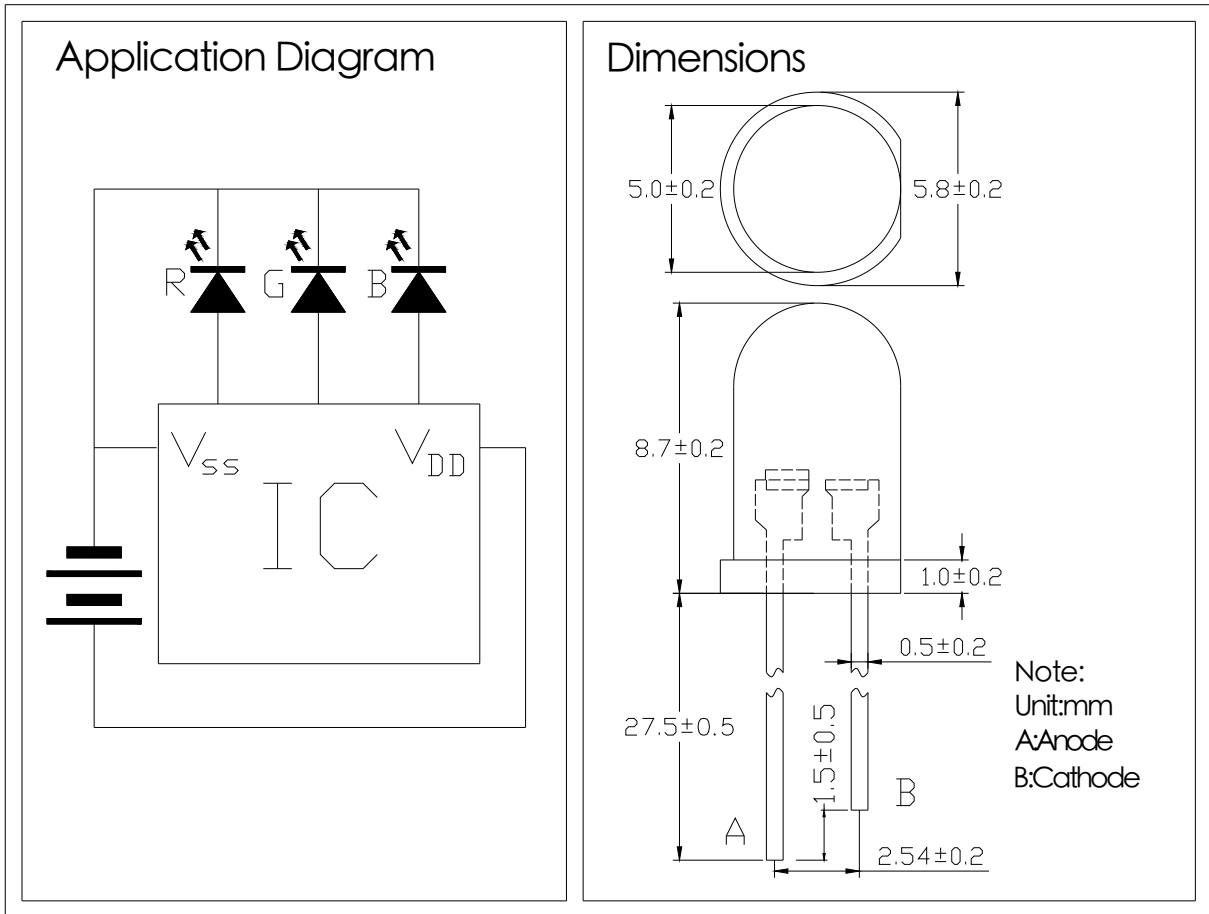 Application Diagram
R
G
B
VSS
VDD
IC
Dimensions
5.0±0.2
5.8±0.2
8.7±0.2
1.0±0.2
0.5±0.2
27.5±0.5
1.5±0.5
A
B
2.54±0.2
Note:
Unit:mm
A:Anode
B:Cathode